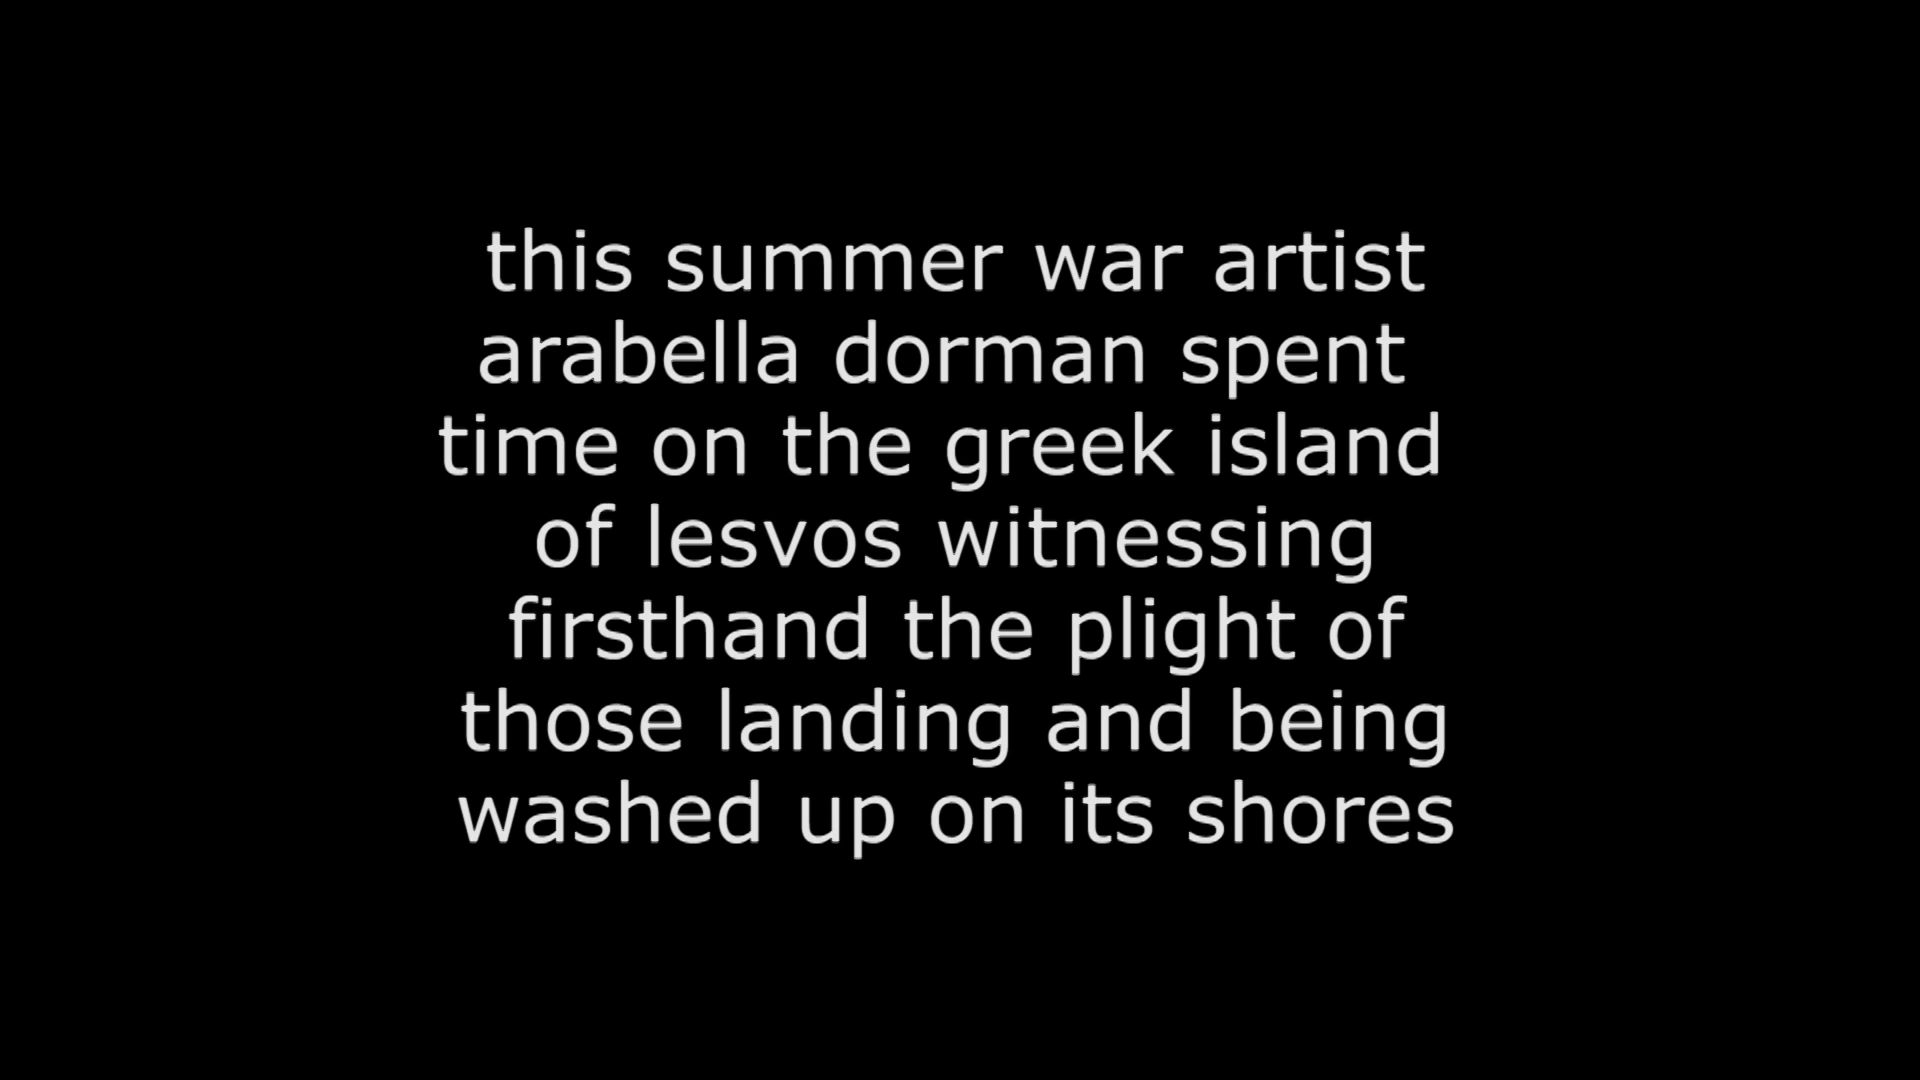 this summer war artist
arabella dorman spent
time on the greek island
of lesvos witnessing
firsthand the plight of
those landing and being
washed up on its shores